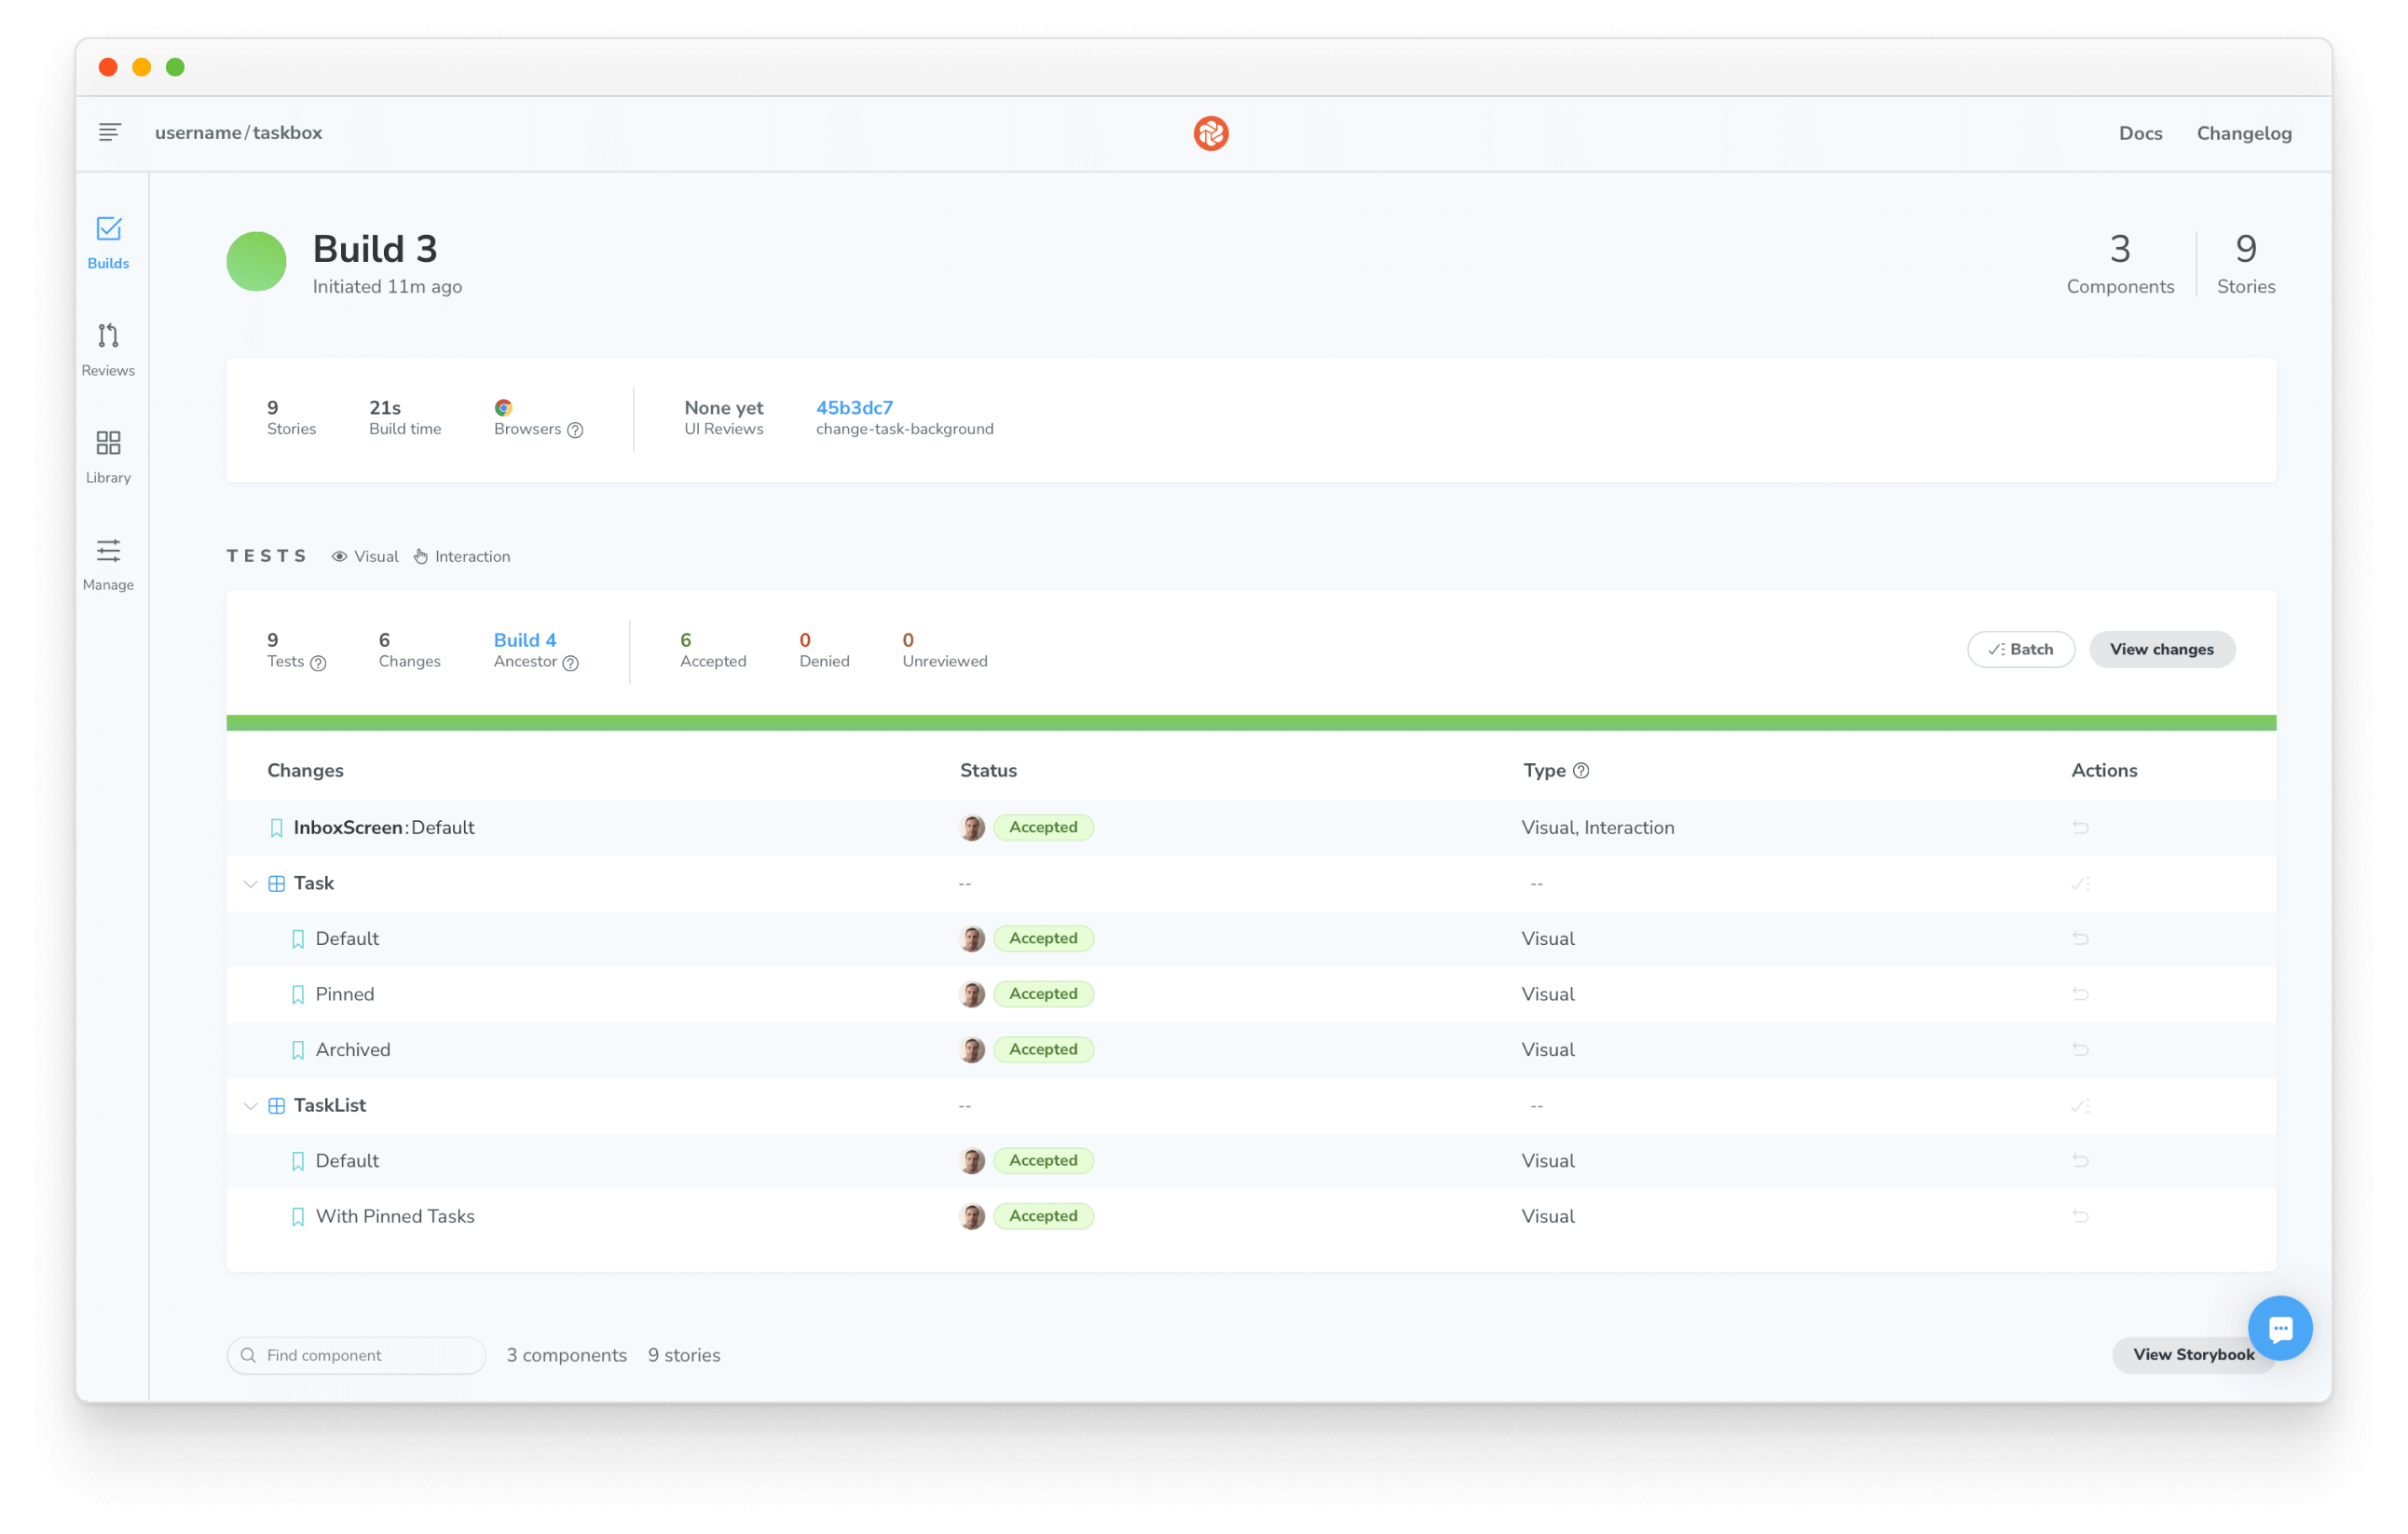 username/taskbox
Docs Changelog
Builds
Reviews
Library
Manage
Build 3
Initiated 11m ago
3
Components
9
Stories
9
Stories
21s
Build time
Browsers
None yet
UI Reviews
45b3dc7
change-task-background
TESTS Visual Interaction
9
Tests
6
Changes
Build 4
Ancestor
6
Accepted
0
Denied
0
Unreviewed
Batch
View changes
Changes Status Type Actions
InboxScreen:Default Accepted Visual, Interaction
Task -- --
Default Accepted Visual
Pinned Accepted Visual
Archived Accepted Visual
TaskList -- --
Default Accepted Visual
With Pinned Tasks Accepted Visual
Find component 3 components 9 stories View Storybook